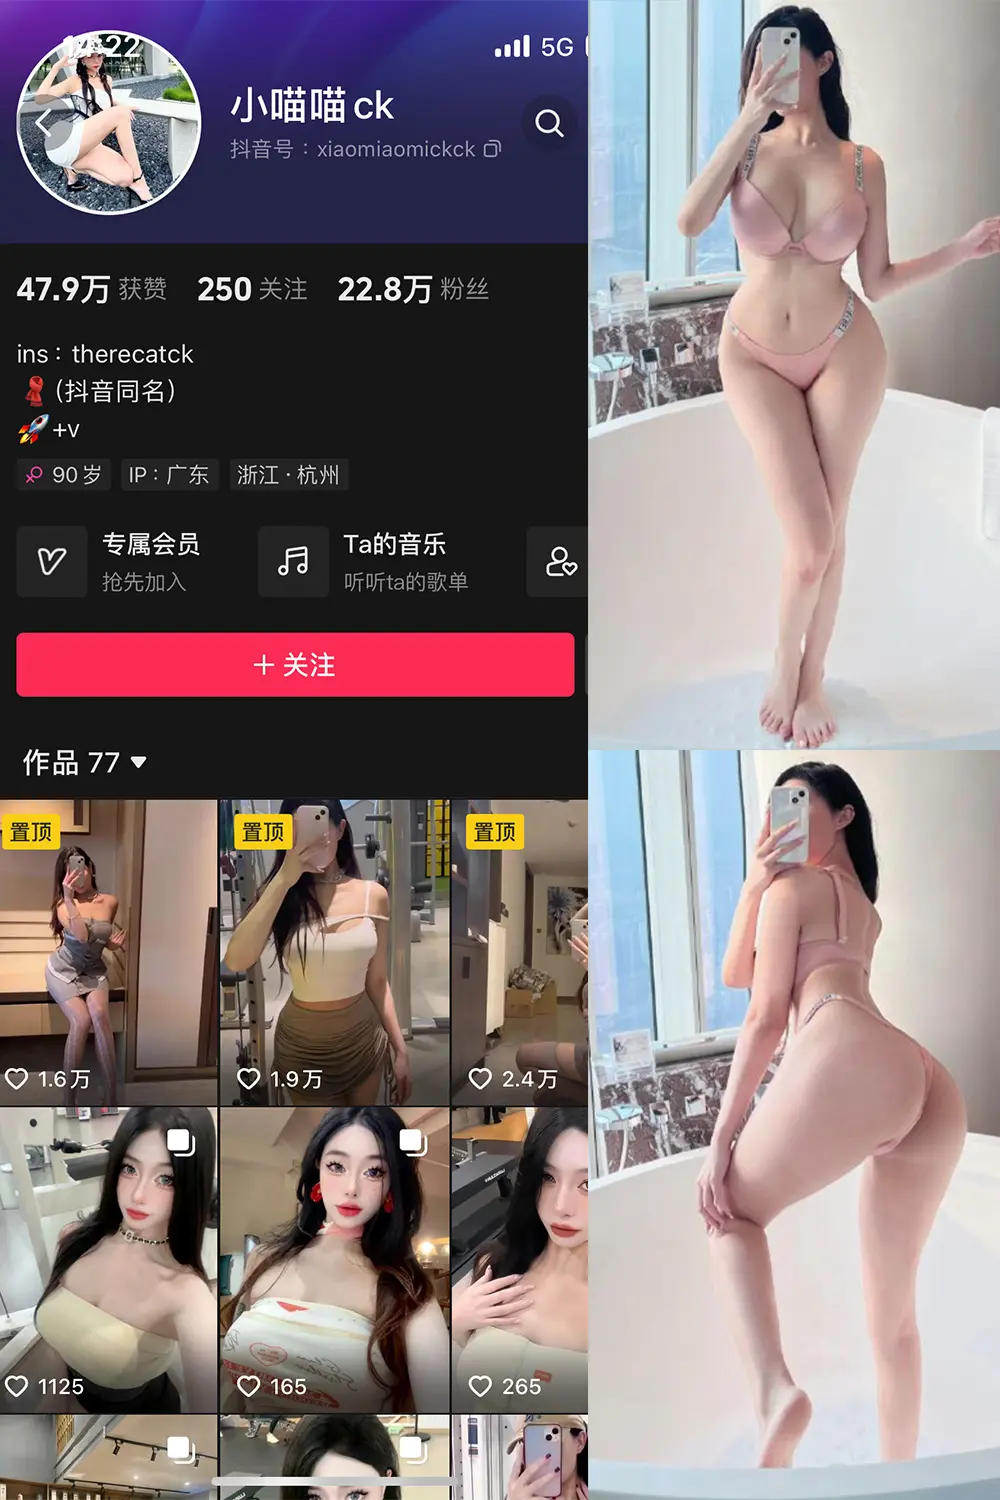 14:22
5G
小喵喵ck
抖音号：xiaomiaomickck
47.9万 获赞 250 关注 22.8万 粉丝
ins：therecatck
(抖音同名)
+v
90岁 IP：广东 浙江·杭州
专属会员 Ta的音乐
抢先加入 听听ta的歌单
+ 关注
作品 77
置顶 置顶 置顶
1.6万 1.9万 2.4万
1125 165 265